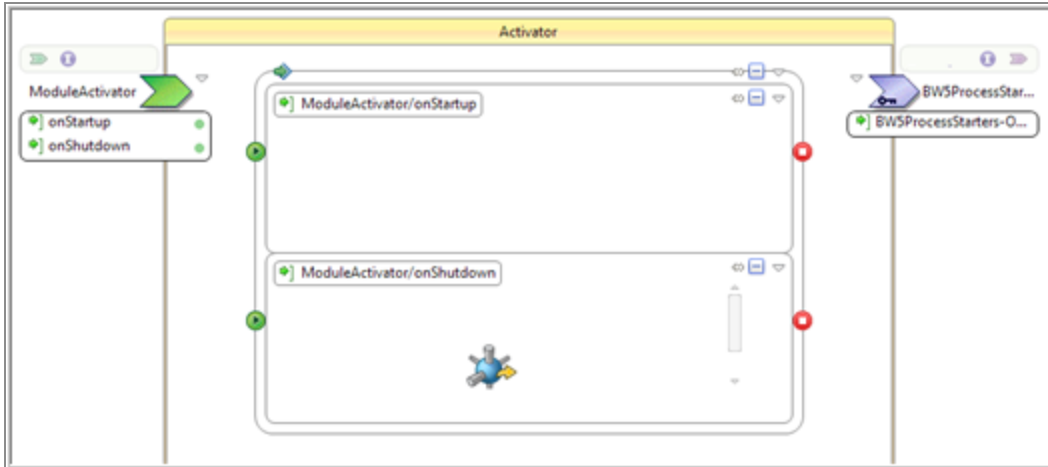 Activator
ModuleActivator
onStartup
onShutdown
ModuleActivator/onStartup
ModuleActivator/onShutdown
BW5ProcessStar...
BW5ProcessStarters-O...